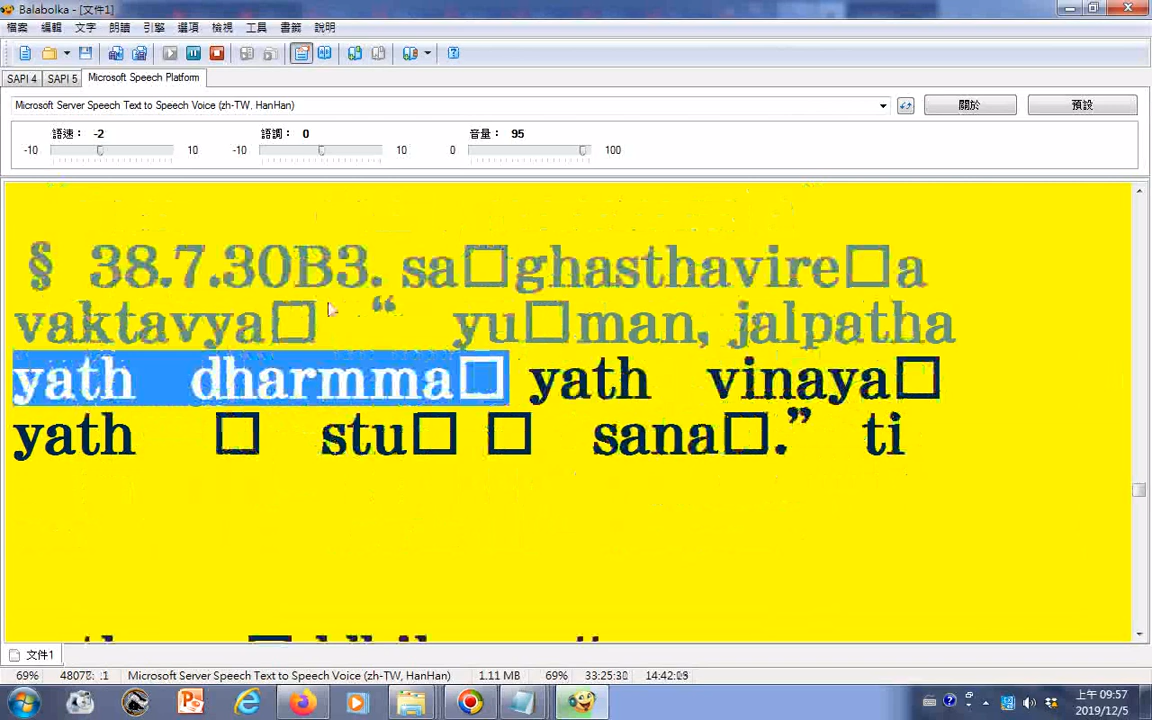 Balabolka - [文件1]
檔案 編輯 文字 朗讀 引擎 選項 檢視 工具 書籤 說明
SAPI 4 SAPI 5 Microsoft Speech Platform
Microsoft Server Speech Text to Speech Voice (zh-TW, HanHan) 關於 預設
語速： -2 語調： 0 音量： 95
-10 10 -10 10 0 100
§ 38.7.30B3. sa□ghasthavire□a
vaktavya□ “ yu□man, jalpatha
yath dharmma□ yath vinaya□
yath □ stu□ □ sana□.” ti
文件1
69% Microsoft Server Speech Text to Speech Voice (zh-TW, HanHan) 1.11 MB 69% 33:25:30 14:42:09
上午 09:57
2019/12/5